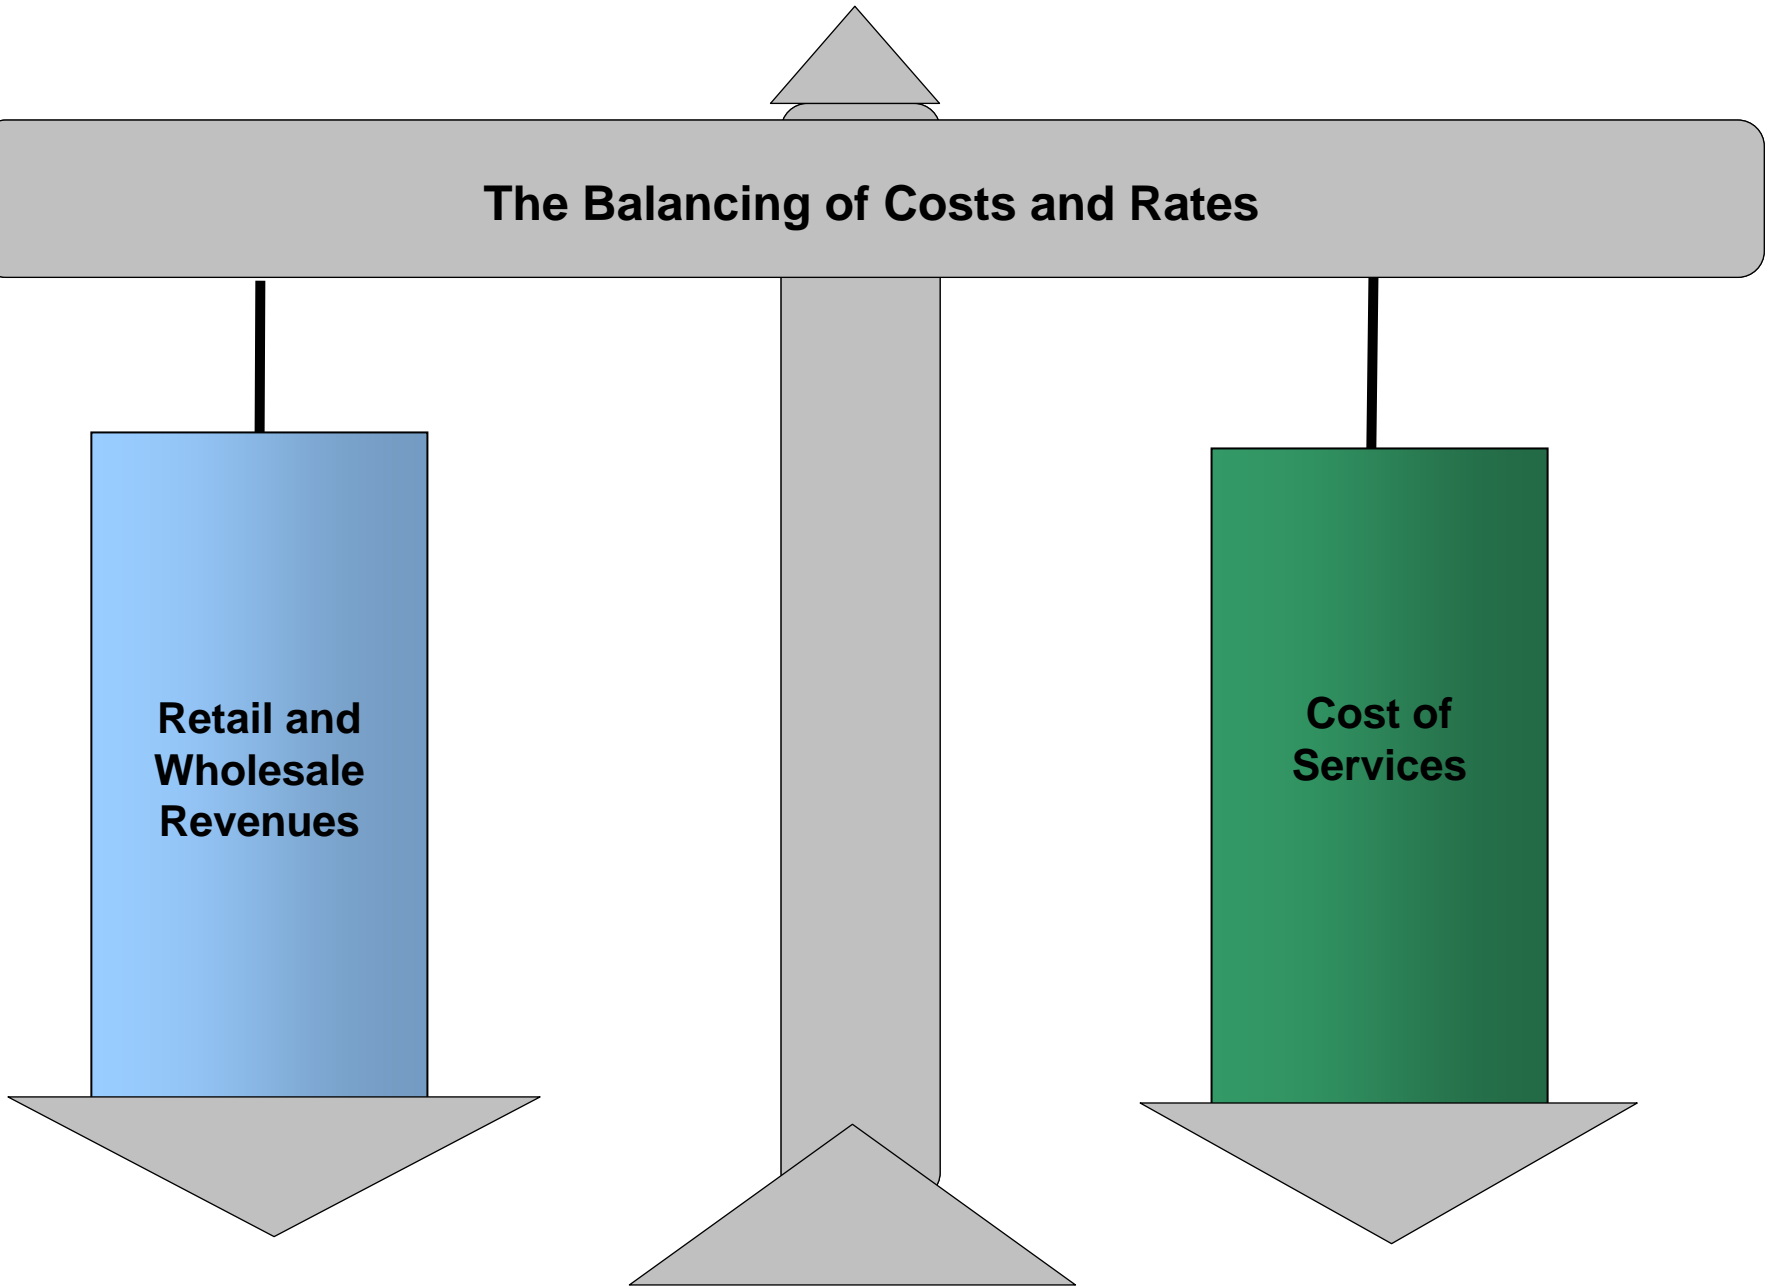 The Balancing of Costs and Rates
Retail and
Wholesale
Revenues
Cost of
Services